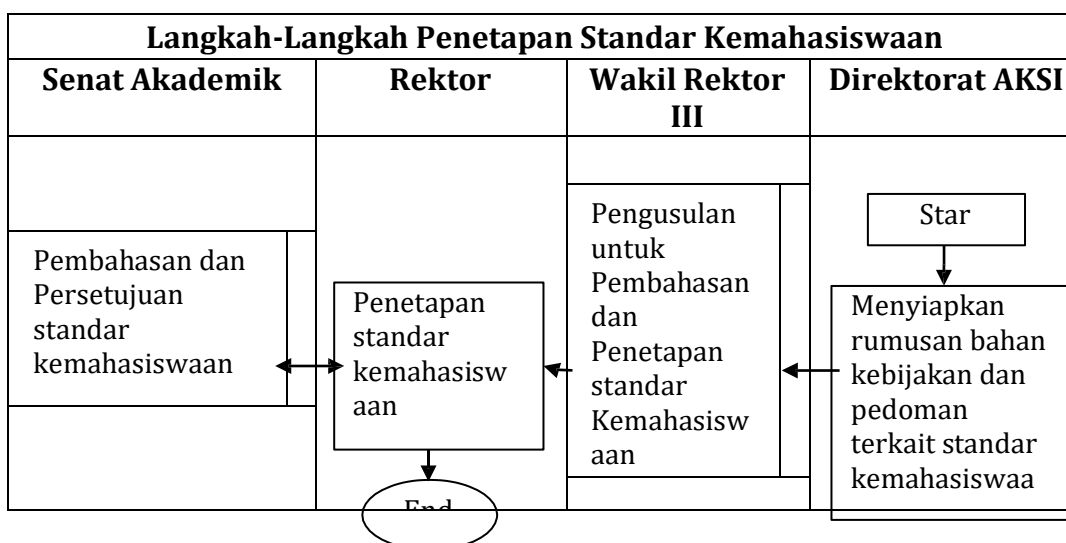 Langkah-Langkah Penetapan Standar Kemahasiswaan
Senat Akademik
Rektor
Wakil Rektor
III
Direktorat AKSI
Pembahasan dan
Persetujuan
standar
kemahasiswaan
Penetapan
standar
kemahasisw
aan
End
Pengusulan
untuk
Pembahasan
dan
Penetapan
standar
Kemahasisw
aan
Star
Menyiapkan
rumusan bahan
kebijakan dan
pedoman
terkait standar
kemahasiswaa